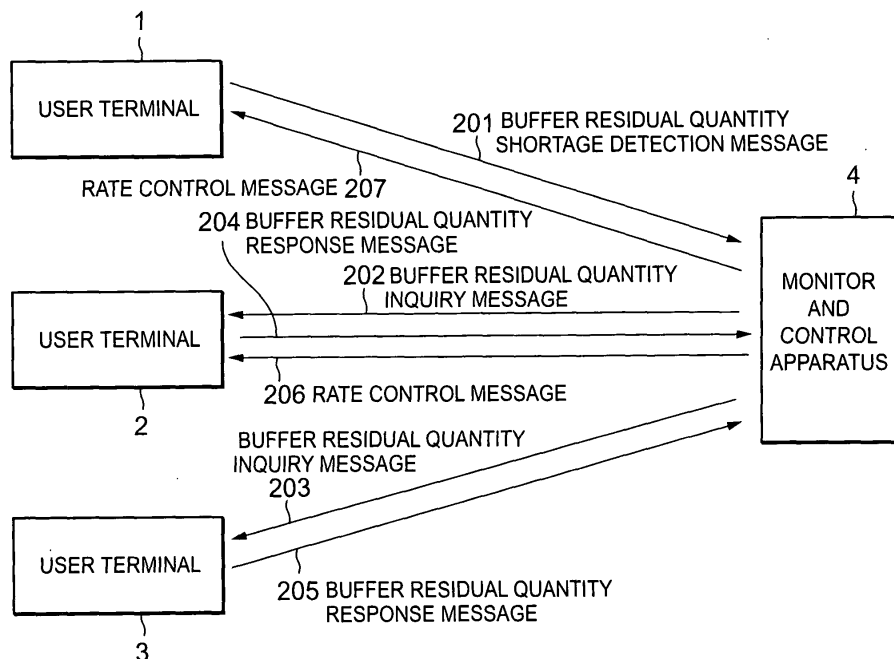 1
USER TERMINAL
201 BUFFER RESIDUAL QUANTITY
SHORTAGE DETECTION MESSAGE
RATE CONTROL MESSAGE 207
204 BUFFER RESIDUAL QUANTITY
RESPONSE MESSAGE
4
202 BUFFER RESIDUAL QUANTITY
INQUIRY MESSAGE
MONITOR
AND
CONTROL
APPARATUS
USER TERMINAL
206 RATE CONTROL MESSAGE
2
BUFFER RESIDUAL QUANTITY
INQUIRY MESSAGE
203
USER TERMINAL
205 BUFFER RESIDUAL QUANTITY
RESPONSE MESSAGE
3